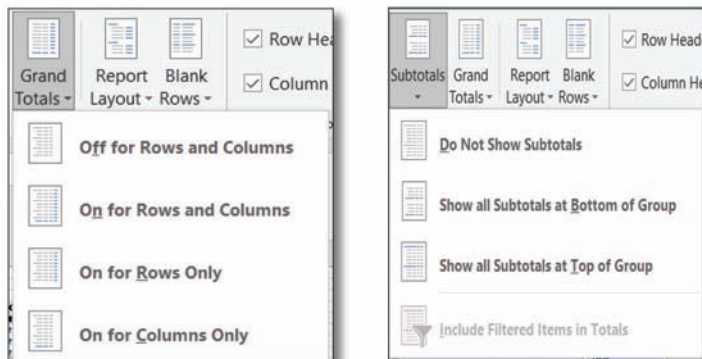 Grand Totals
Report Layout
Blank Rows
Row Hea
Column
Off for Rows and Columns
On for Rows and Columns
On for Rows Only
On for Columns Only
Subtotals
Grand Totals
Report Layout
Blank Rows
Row Head
Column He
Do Not Show Subtotals
Show all Subtotals at Bottom of Group
Show all Subtotals at Top of Group
Include Filtered Items in Totals